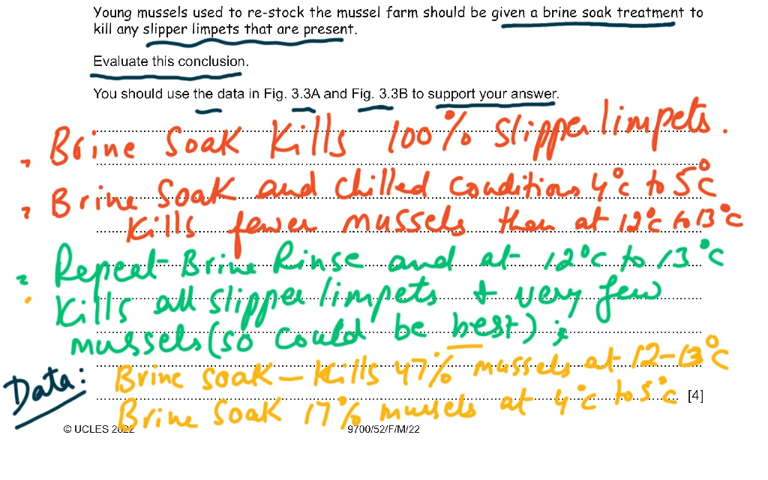 Young mussels used to re-stock the mussel farm should be given a brine soak treatment to
kill any slipper limpets that are present.
Evaluate this conclusion.
You should use the data in Fig. 3.3A and Fig. 3.3B to support your answer.
Brine Soak Kills 100% Slipper limpets.
Brine Soak and Chilled Conditions 4°C to 5°C
Kills fewer mussels then at 12°C to 13°C
Repeat Brine Rinse and at 12°C to 13°C
Kills all slipper limpets + very few
mussels (so could be best);
Data: Brine Soak – Kills 47% mussels at 12-13°C
Brine Soak 17% mussels at 4°C to 5°C [4]
© UCLES 2022 9700/52/F/M/22